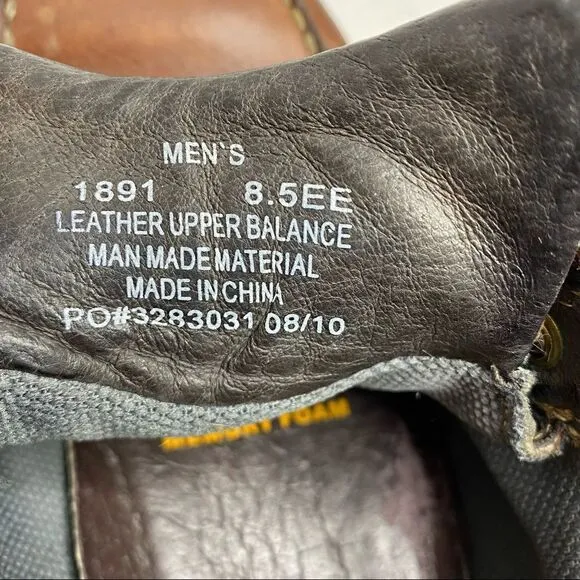 MEN`S
1891 8.5EE
LEATHER UPPER BALANCE
MAN MADE MATERIAL
MADE IN CHINA
PO#3283031 08/10
MEMORY FOAM